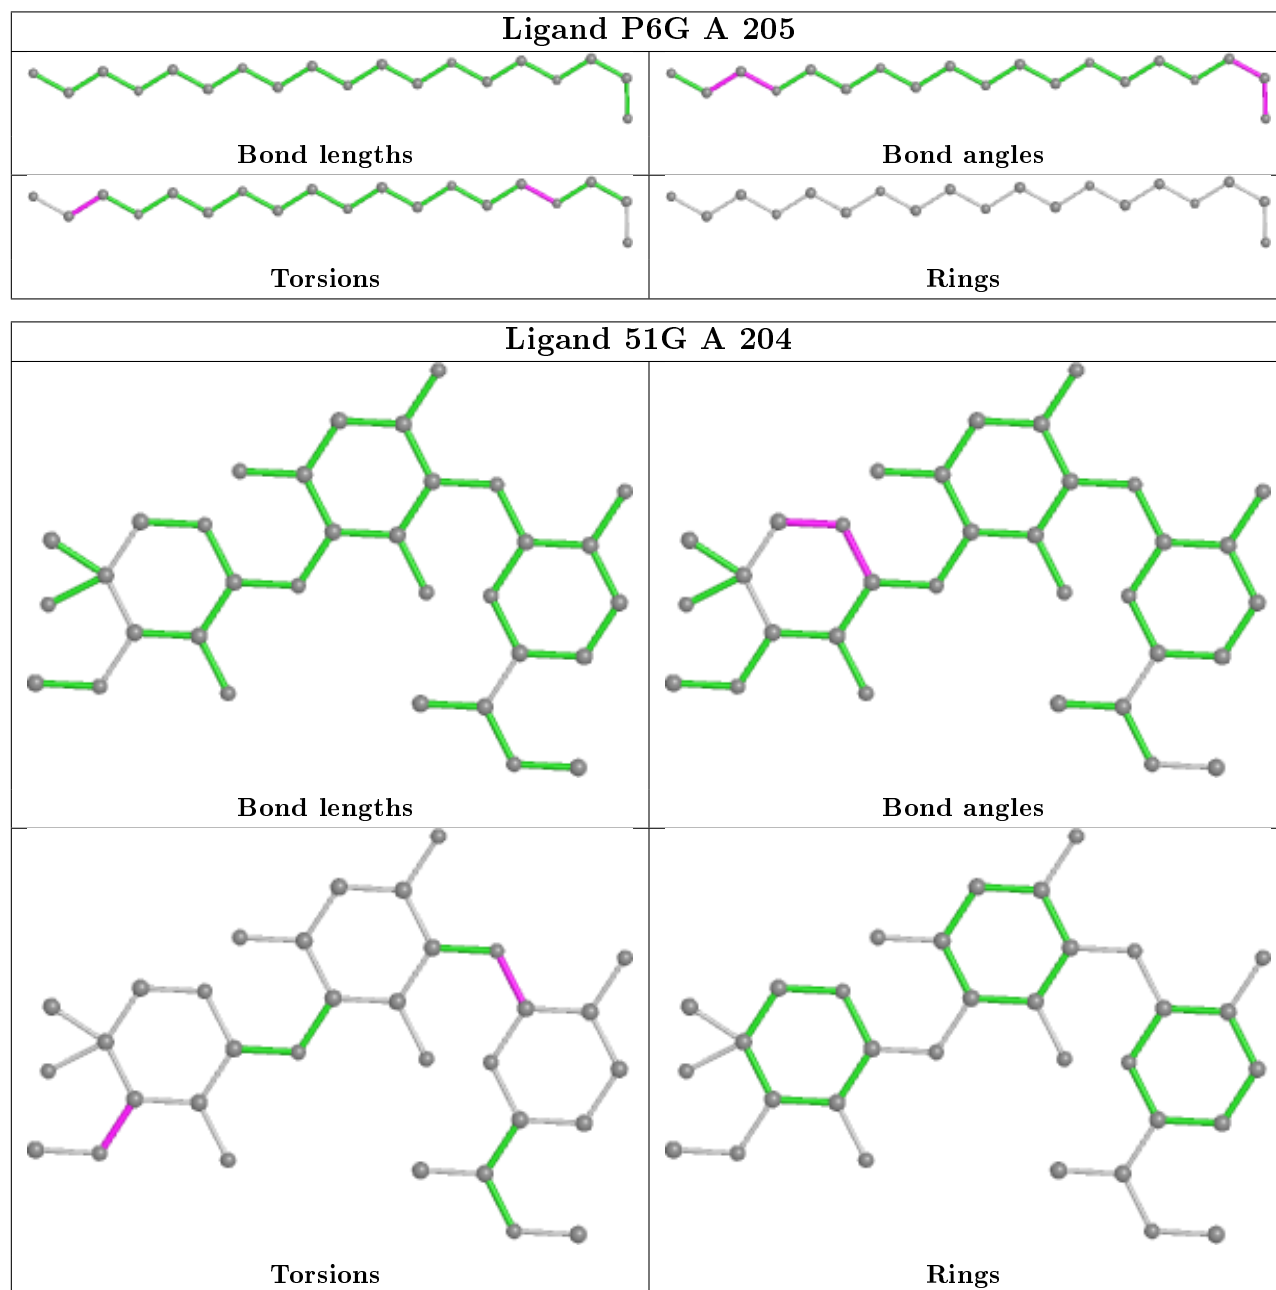 Ligand P6G A 205
Bond lengths
Bond angles
Torsions
Rings
Ligand 51G A 204
Bond lengths
Bond angles
Torsions
Rings